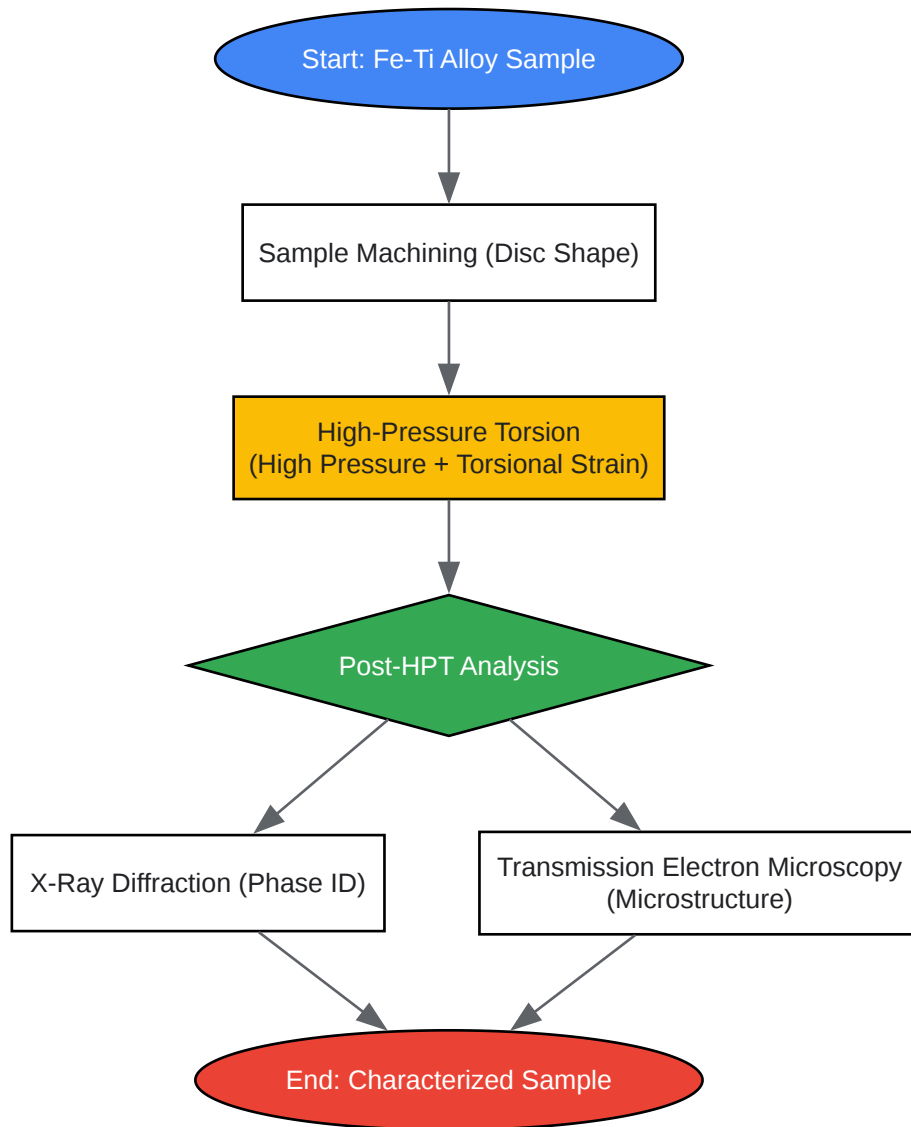 Start: Fe-Ti Alloy Sample
Sample Machining (Disc Shape)
High-Pressure Torsion
(High Pressure + Torsional Strain)
Post-HPT Analysis
X-Ray Diffraction (Phase ID)
Transmission Electron Microscopy
(Microstructure)
End: Characterized Sample